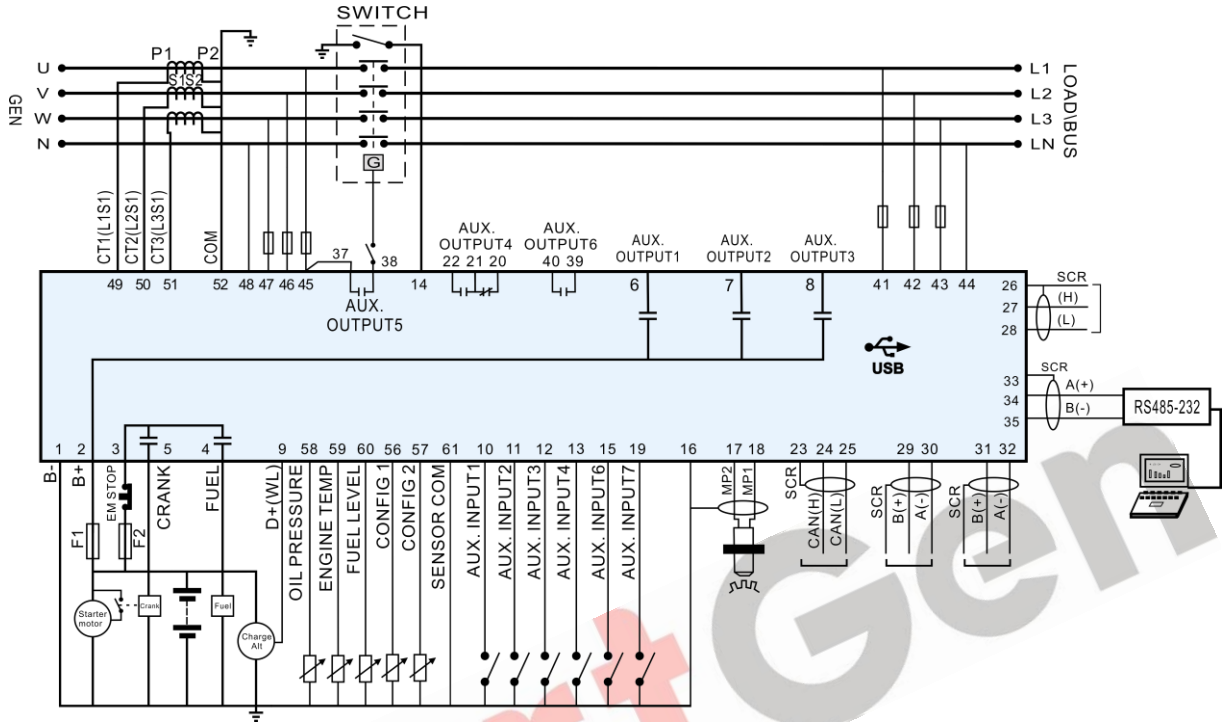 SWITCH
P1 P2
S1S2
GEN
U
V
W
N
G
L1
L2
L3
LN
LOAD\BUS
CT1(L1S1)
CT2(L2S1)
CT3(L3S1)
COM
49 50 51 52 48 47 46 45
37 38
AUX.
OUTPUT5
14
AUX.
OUTPUT4
22 21 20
AUX.
OUTPUT6
40 39
AUX.
OUTPUT1
6
AUX.
OUTPUT2
7
AUX.
OUTPUT3
8
41 42 43 44
26 SCR
27 (H)
28 (L)
USB
33 SCR
34 A(+)
35 B(-)
RS485-232
1 2 3 5 4 9 58 59 60 56 57 61 10 11 12 13 15 19 16 17 18 23 24 25 29 30 31 32
B-
B+
EM STOP
CRANK
FUEL
D+(WL)
OIL PRESSURE
ENGINE TEMP
FUEL LEVEL
CONFIG 1
CONFIG 2
SENSOR COM
AUX. INPUT1
AUX. INPUT2
AUX. INPUT3
AUX. INPUT4
AUX. INPUT6
AUX. INPUT7
MP2
MP1
SCR
CAN(H)
CAN(L)
SCR
B(+)
A(-)
SCR
B(+)
A(-)
F1
F2
Starter
motor
Crank
Fuel
Charge
Alt
rtGen